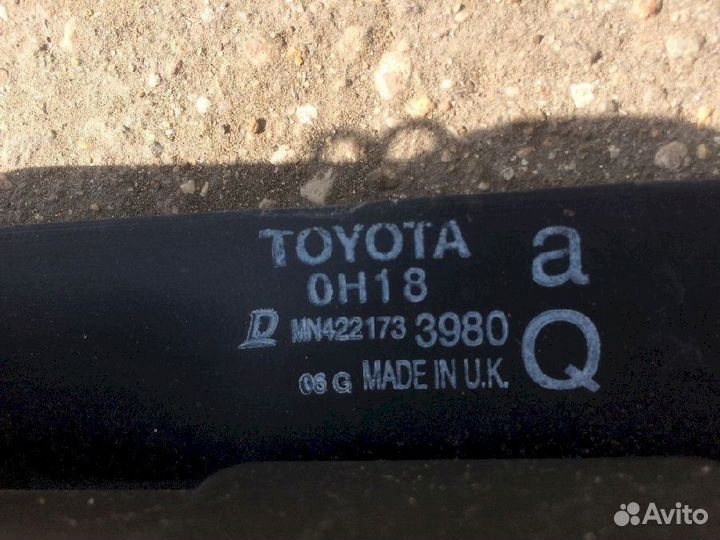 TOYOTA a
0H18
D MN422173 3980 Q
06 G MADE IN U.K.
Avito